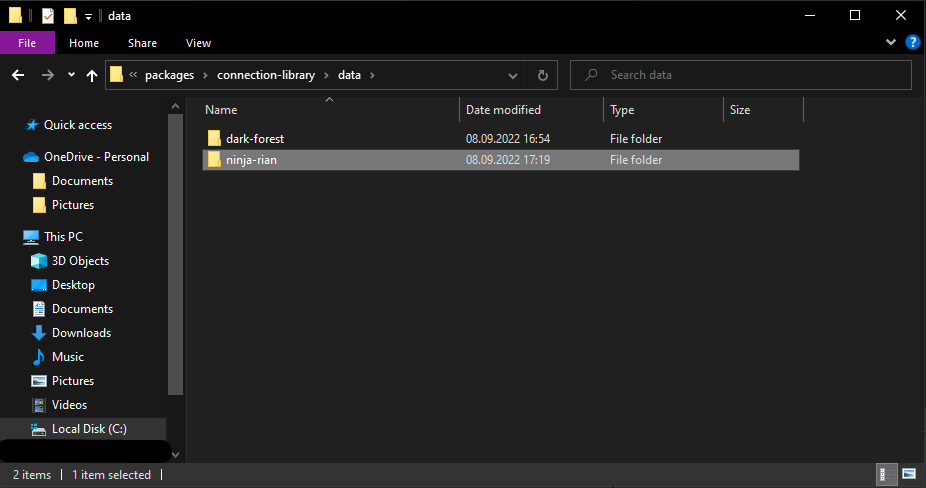 data
File Home Share View
« packages › connection-library › data ›
Search data
Name Date modified Type Size
dark-forest 08.09.2022 16:54 File folder
ninja-rian 08.09.2022 17:19 File folder
Quick access
OneDrive - Personal
Documents
Pictures
This PC
3D Objects
Desktop
Documents
Downloads
Music
Pictures
Videos
Local Disk (C:)
2 items 1 item selected